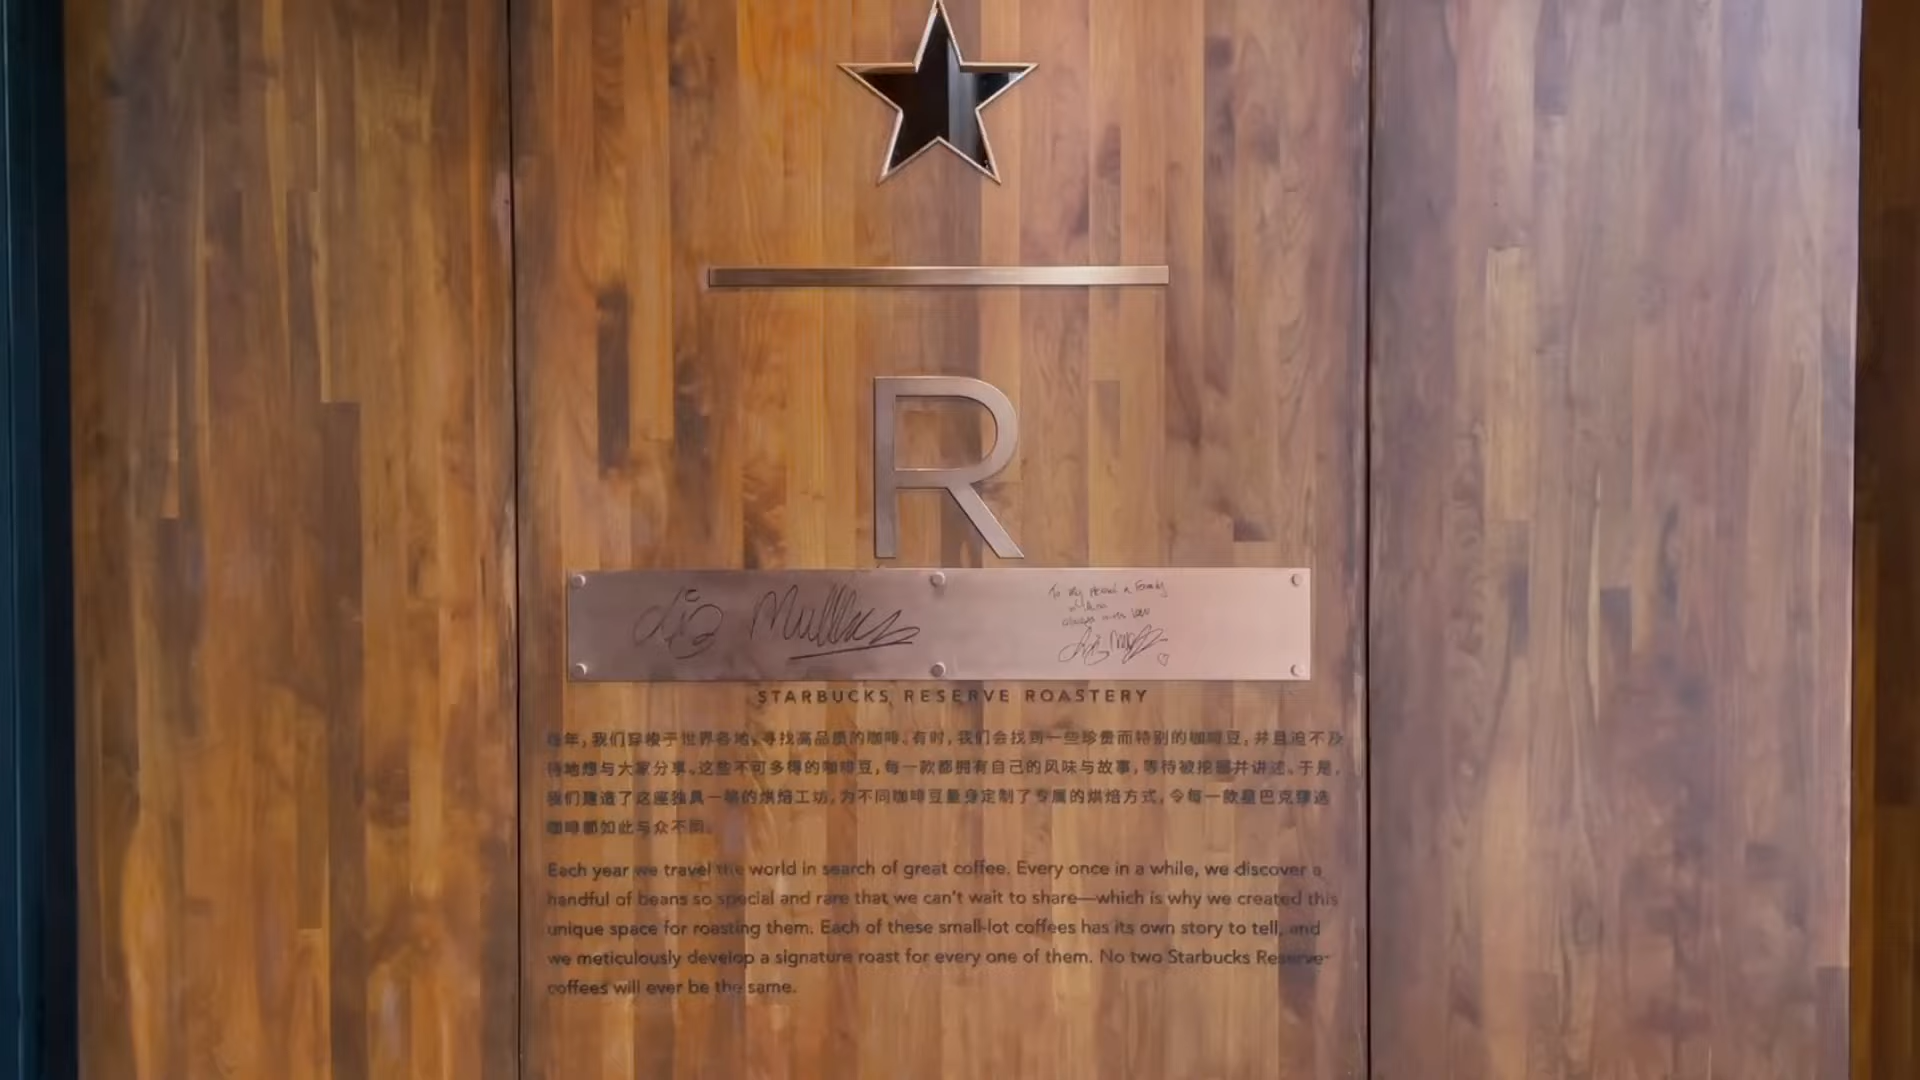 R
Liz Muller
To my
always with love
Liz Muller
STARBUCKS RESERVE ROASTERY
每年，我们穿梭于世界各地，寻找高品质的咖啡。有时，我们会找到一些珍贵而特别的咖啡豆，并且迫不及
待地想与大家分享。这些不可多得的咖啡豆，每一款都拥有自己的风味与故事，等待被挖掘并讲述。于是，
我们建造了这座独具一格的烘焙工坊，为不同咖啡豆量身定制了专属的烘焙方式，令每一款星巴克臻选
咖啡都如此与众不同。
Each year we travel the world in search of great coffee. Every once in a while, we discover a
handful of beans so special and rare that we can't wait to share—which is why we created this
unique space for roasting them. Each of these small-lot coffees has its own story to tell, and
we meticulously develop a signature roast for every one of them. No two Starbucks Reserve
coffees will ever be the same.